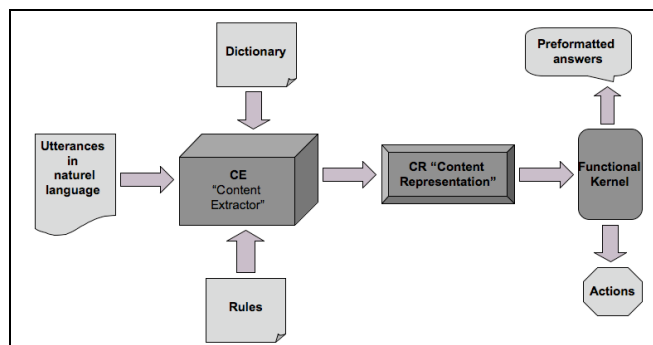 Dictionary
Preformatted
answers
Utterances
in
naturel
language
CE
“Content
Extractor”
CR “Content
Representation”
Functional
Kernel
Rules
Actions